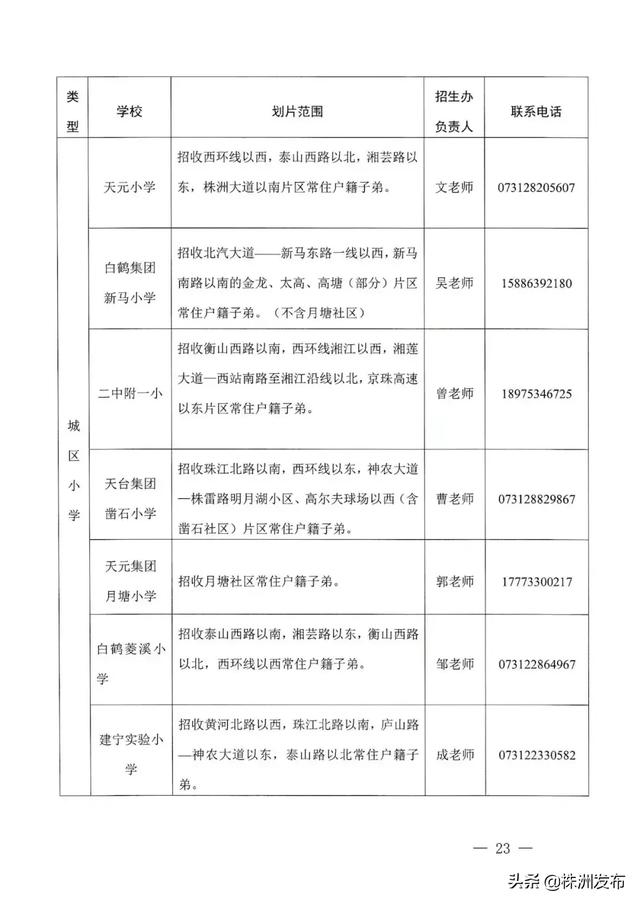 类型
学校
划片范围
招生办
负责人
联系电话
城区小学
天元小学
招收西环线以西，泰山西路以北，湘芸路以
东，株洲大道以南片区常住户籍子弟。
文老师
073128205607
白鹤集团
新马小学
招收北汽大道——新马东路一线以西，新马
南路以南的金龙、太高、高塘（部分）片区
常住户籍子弟。（不含月塘社区）
吴老师
15886392180
二中附一小
招收衡山西路以南，西环线湘江以西，湘莲
大道—西站南路至湘江沿线以北，京珠高速
以东片区常住户籍子弟。
曾老师
18975346725
天台集团
凿石小学
招收珠江北路以南，西环线以东，神农大道
—株雷路明月湖小区、高尔夫球场以西（含
凿石社区）片区常住户籍子弟。
曹老师
073128829867
天元集团
月塘小学
招收月塘社区常住户籍子弟。
郭老师
17773300217
白鹤菱溪小
学
招收泰山西路以南，湘芸路以东，衡山西路
以北，西环线以西常住户籍子弟。
邹老师
073122864967
建宁实验小
学
招收黄河北路以西，珠江北路以南，庐山路
—神农大道以东，泰山路以北常住户籍子
弟。
成老师
073122330582
— 23 —
头条 @株洲发布